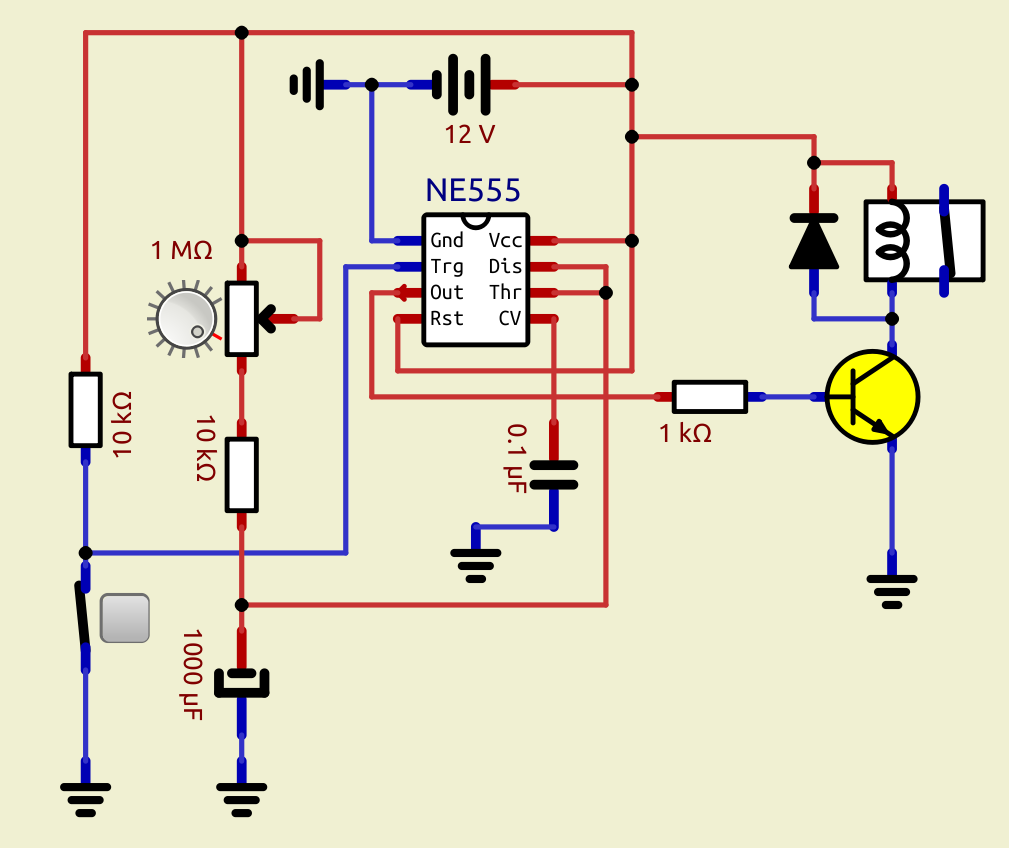 12 V
NE555
1 MΩ
Gnd Vcc
Trg Dis
Out Thr
Rst CV
10 kΩ
10 kΩ
0.1 µF
1 kΩ
1000 µF